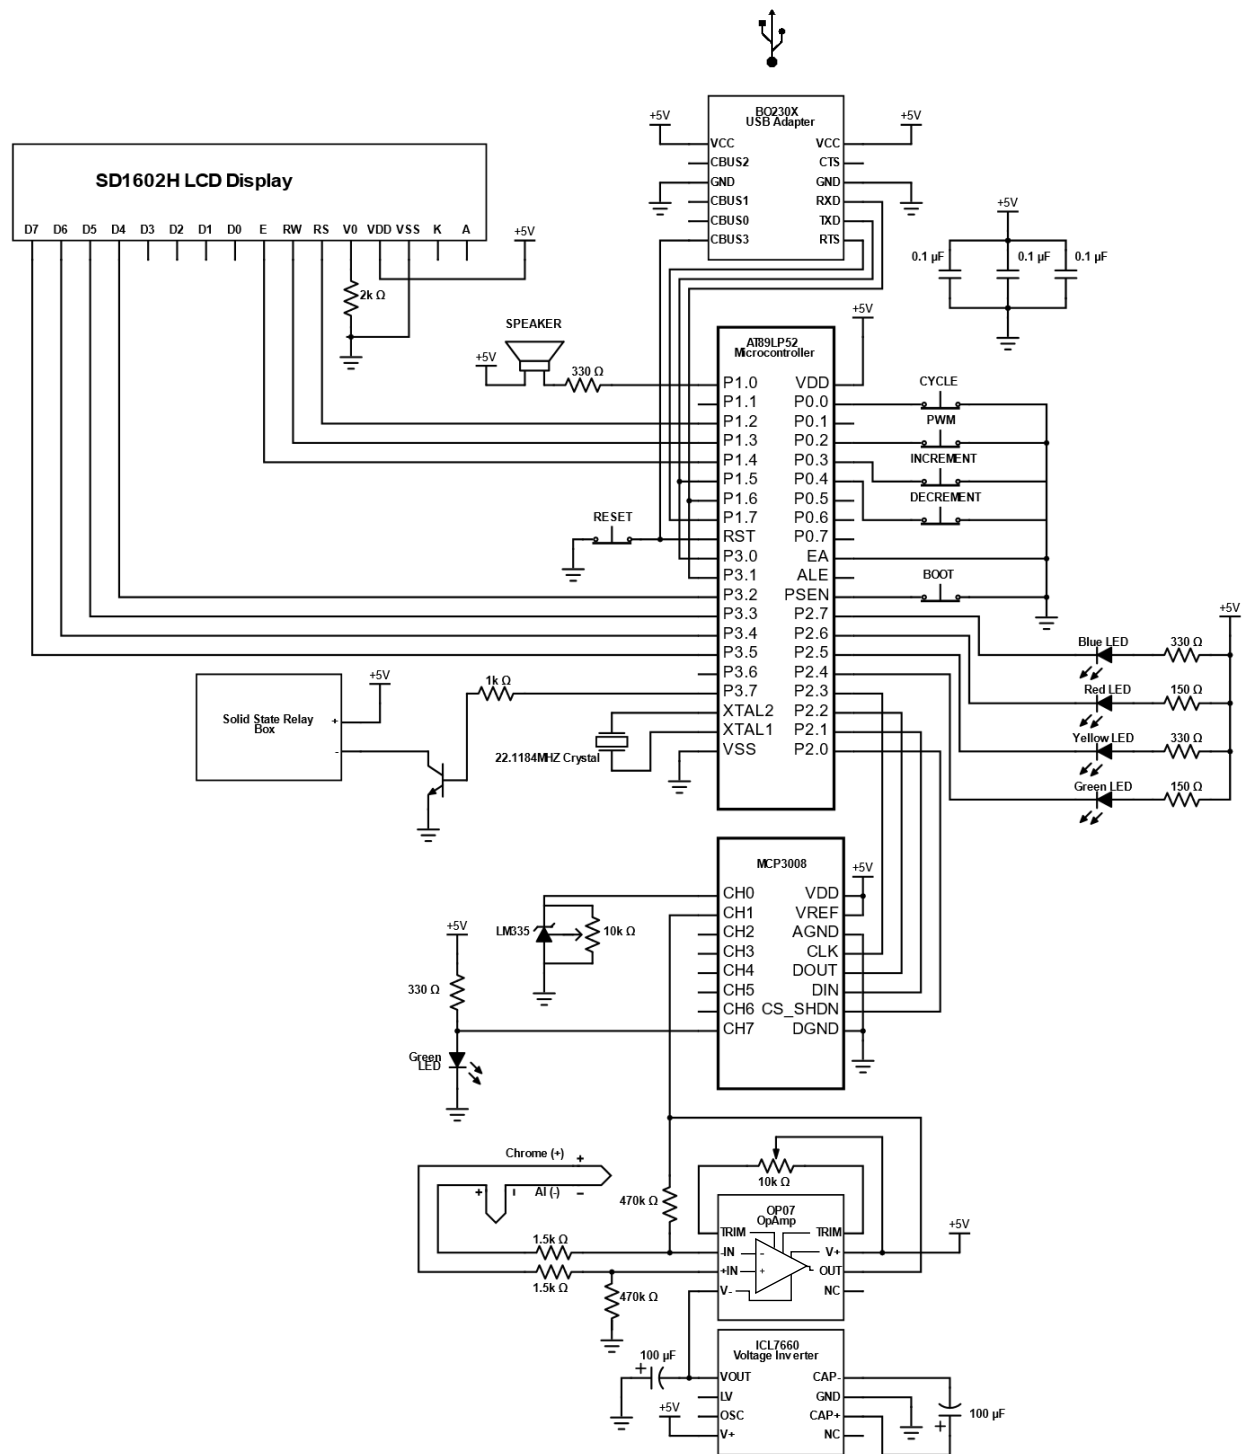 BO230X
USB Adapter
+5V
+5V
VCC
VCC
CBUS2
CTS
GND
GND
CBUS1
RXD
CBUS0
TXD
CBUS3
RTS
SD1602H LCD Display
D7 D6 D5 D4 D3 D2 D1 D0 E RW RS V0 VDD VSS K A
+5V
2k Ω
+5V
0.1 µF
0.1 µF
0.1 µF
SPEAKER
+5V
330 Ω
+5V
AT89LP52
Microcontroller
P1.0
VDD
P1.1
P0.0
P1.2
P0.1
P1.3
P0.2
P1.4
P0.3
P1.5
P0.4
P1.6
P0.5
P1.7
P0.6
RST
P0.7
P3.0
EA
P3.1
ALE
P3.2
PSEN
P3.3
P2.7
P3.4
P2.6
P3.5
P2.5
P3.6
P2.4
P3.7
P2.3
XTAL2
P2.2
XTAL1
P2.1
VSS
P2.0
CYCLE
PWM
INCREMENT
DECREMENT
BOOT
RESET
+5V
Blue LED
330 Ω
Red LED
150 Ω
Yellow LED
330 Ω
Green LED
150 Ω
Solid State Relay
Box
+
-
+5V
1k Ω
22.1184MHZ Crystal
MCP3008
+5V
CH0
VDD
CH1
VREF
CH2
AGND
CH3
CLK
CH4
DOUT
CH5
DIN
CH6
CS_SHDN
CH7
DGND
LM335
10k Ω
+5V
330 Ω
Green
LED
Chrome (+)
+
+
-
Al (-)
-
470k Ω
1.5k Ω
1.5k Ω
470k Ω
10k Ω
OP07
OpAmp
TRIM
TRIM
-IN
V+
+IN
OUT
V-
NC
-
+
+5V
ICL7660
Voltage Inverter
100 µF
+
VOUT
CAP-
LV
GND
OSC
CAP+
V+
NC
+5V
100 µF
+